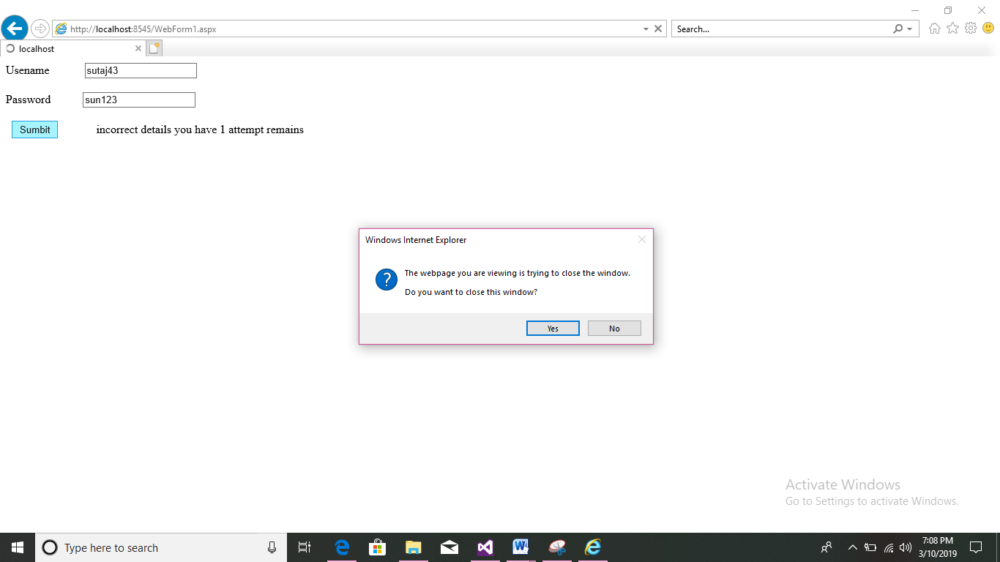 http://localhost:8545/WebForm1.aspx
Search...
localhost
Usename sutaj43
Password sun123
Sumbit incorrect details you have 1 attempt remains
Windows Internet Explorer
The webpage you are viewing is trying to close the window.
Do you want to close this window?
Yes No
Activate Windows
Go to Settings to activate Windows.
Type here to search
7:08 PM
3/10/2019